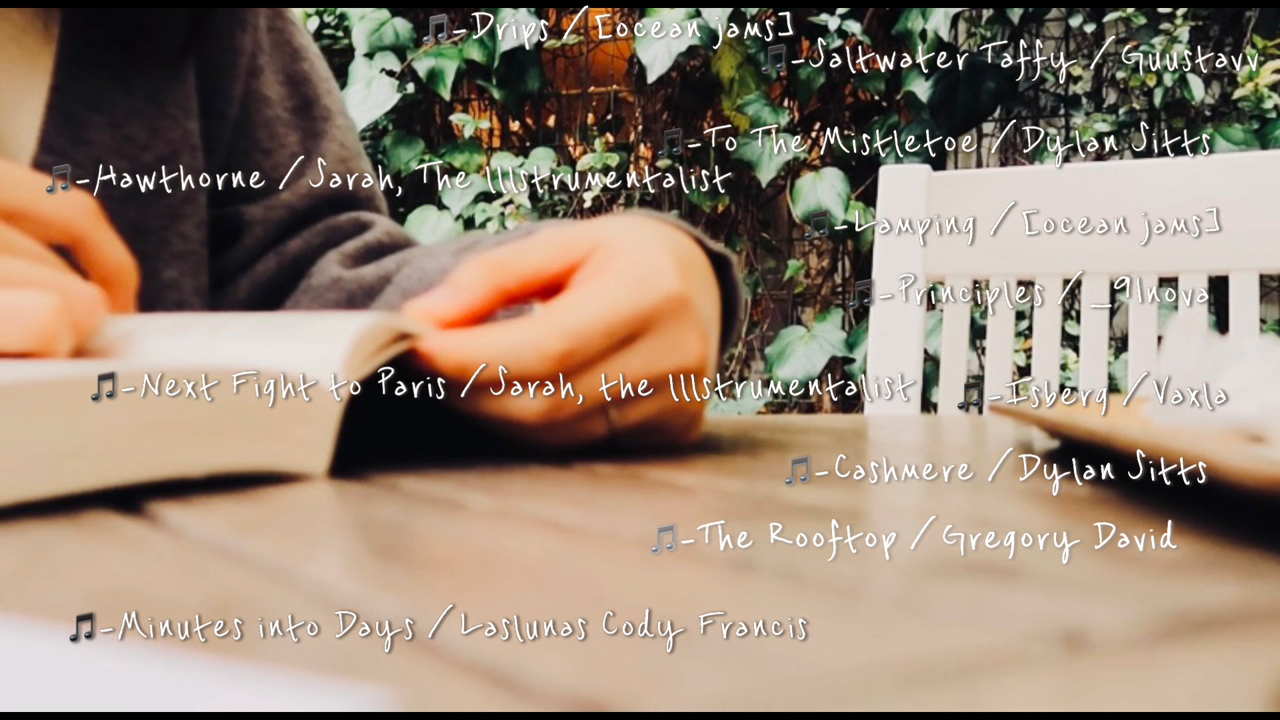 🎵-Drips / [ocean jams]
🎵-Saltwater Taffy / Guustavv
🎵-To The Mistletoe / Dylan Sitts
🎵-Hawthorne / Sarah, The Illstrumentalist
🎵-Lamping / [ocean jams]
🎵-Principles / _91nova
🎵-Next Fight to Paris / Sarah, the Illstrumentalist
🎵-Isberg / Vaxla
🎵-Cashmere / Dylan Sitts
🎵-The Rooftop / Gregory David
🎵-Minutes into Days / Laslunas Cody Francis